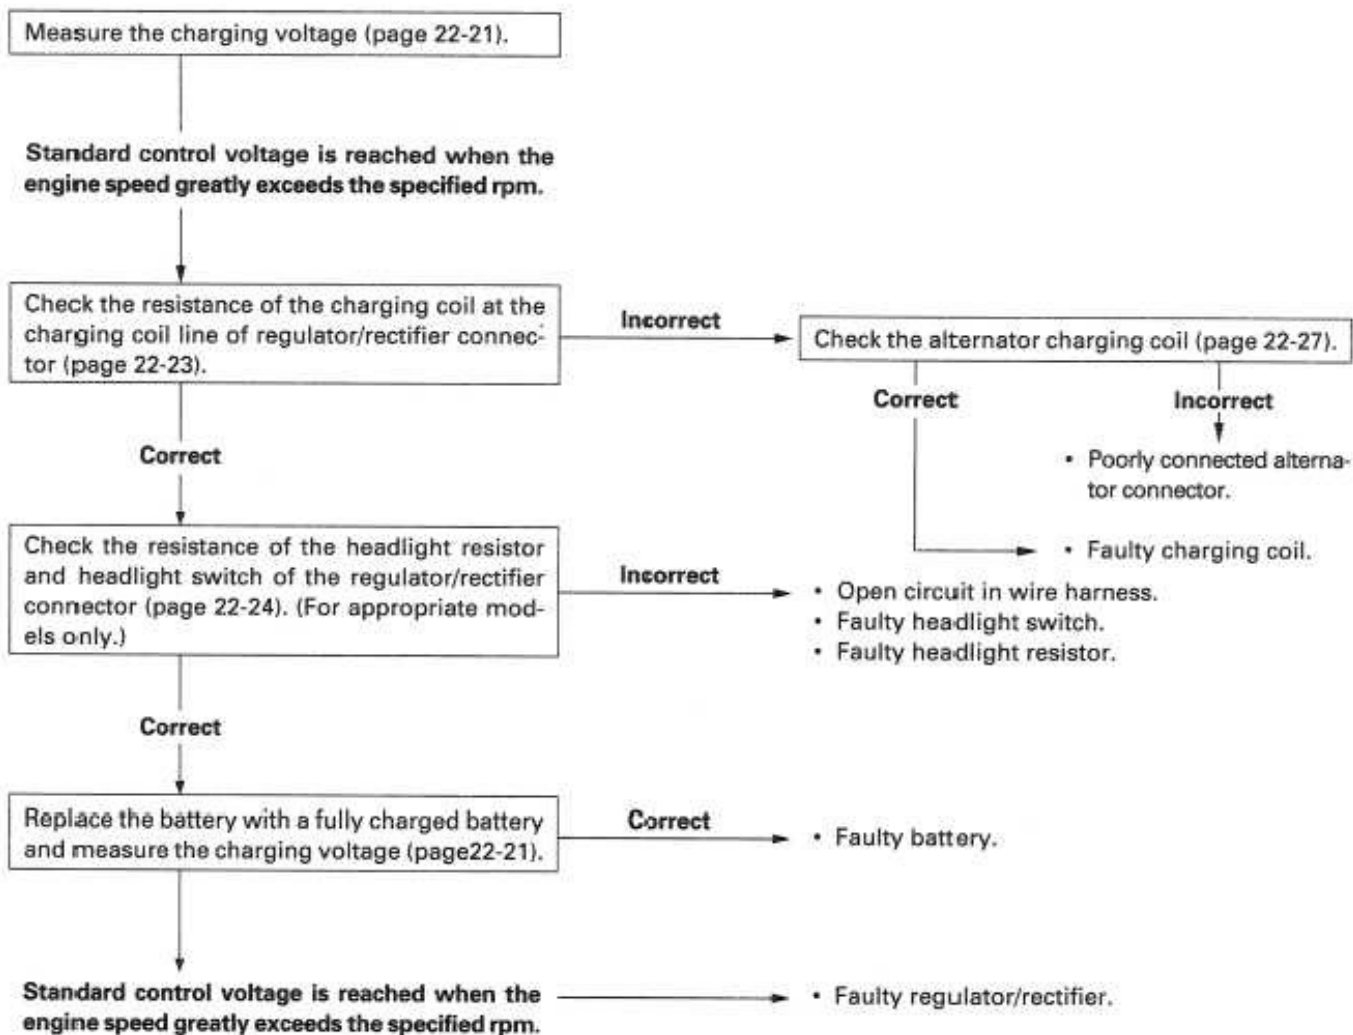 Measure the charging voltage (page 22-21).
Standard control voltage is reached when the
engine speed greatly exceeds the specified rpm.
Check the resistance of the charging coil at the
charging coil line of regulator/rectifier connec-
tor (page 22-23).
Incorrect
Check the alternator charging coil (page 22-27).
Correct
Incorrect
• Poorly connected alterna-
tor connector.
• Faulty charging coil.
Correct
Check the resistance of the headlight resistor
and headlight switch of the regulator/rectifier
connector (page 22-24). (For appropriate mod-
els only.)
Incorrect
• Open circuit in wire harness.
• Faulty headlight switch.
• Faulty headlight resistor.
Correct
Replace the battery with a fully charged battery
and measure the charging voltage (page22-21).
Correct
• Faulty battery.
Standard control voltage is reached when the
engine speed greatly exceeds the specified rpm.
• Faulty regulator/rectifier.